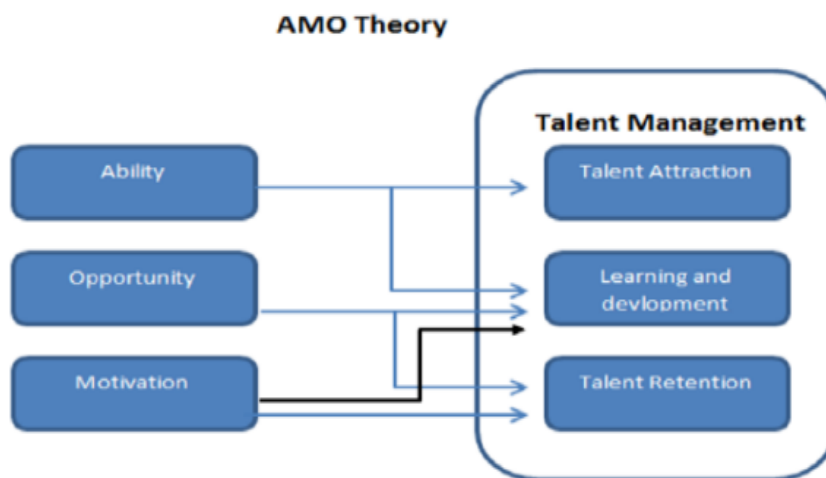 AMO Theory
Talent Management
Ability
Talent Attraction
Opportunity
Learning and
devlopment
Motivation
Talent Retention